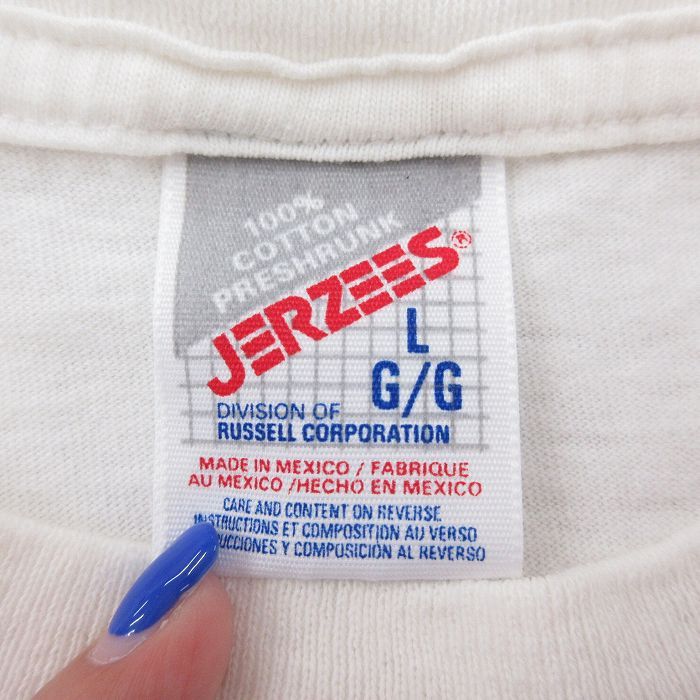 100%
COTTON
PRESHRUNK
JERZEES®
L
G/G
DIVISION OF
RUSSELL CORPORATION
MADE IN MEXICO / FABRIQUE
AU MEXICO /HECHO EN MEXICO
CARE AND CONTENT ON REVERSE
INSTRUCTIONS ET COMPOSITION AU VERSO
Y COMPOSICIÓN AL REVERSO